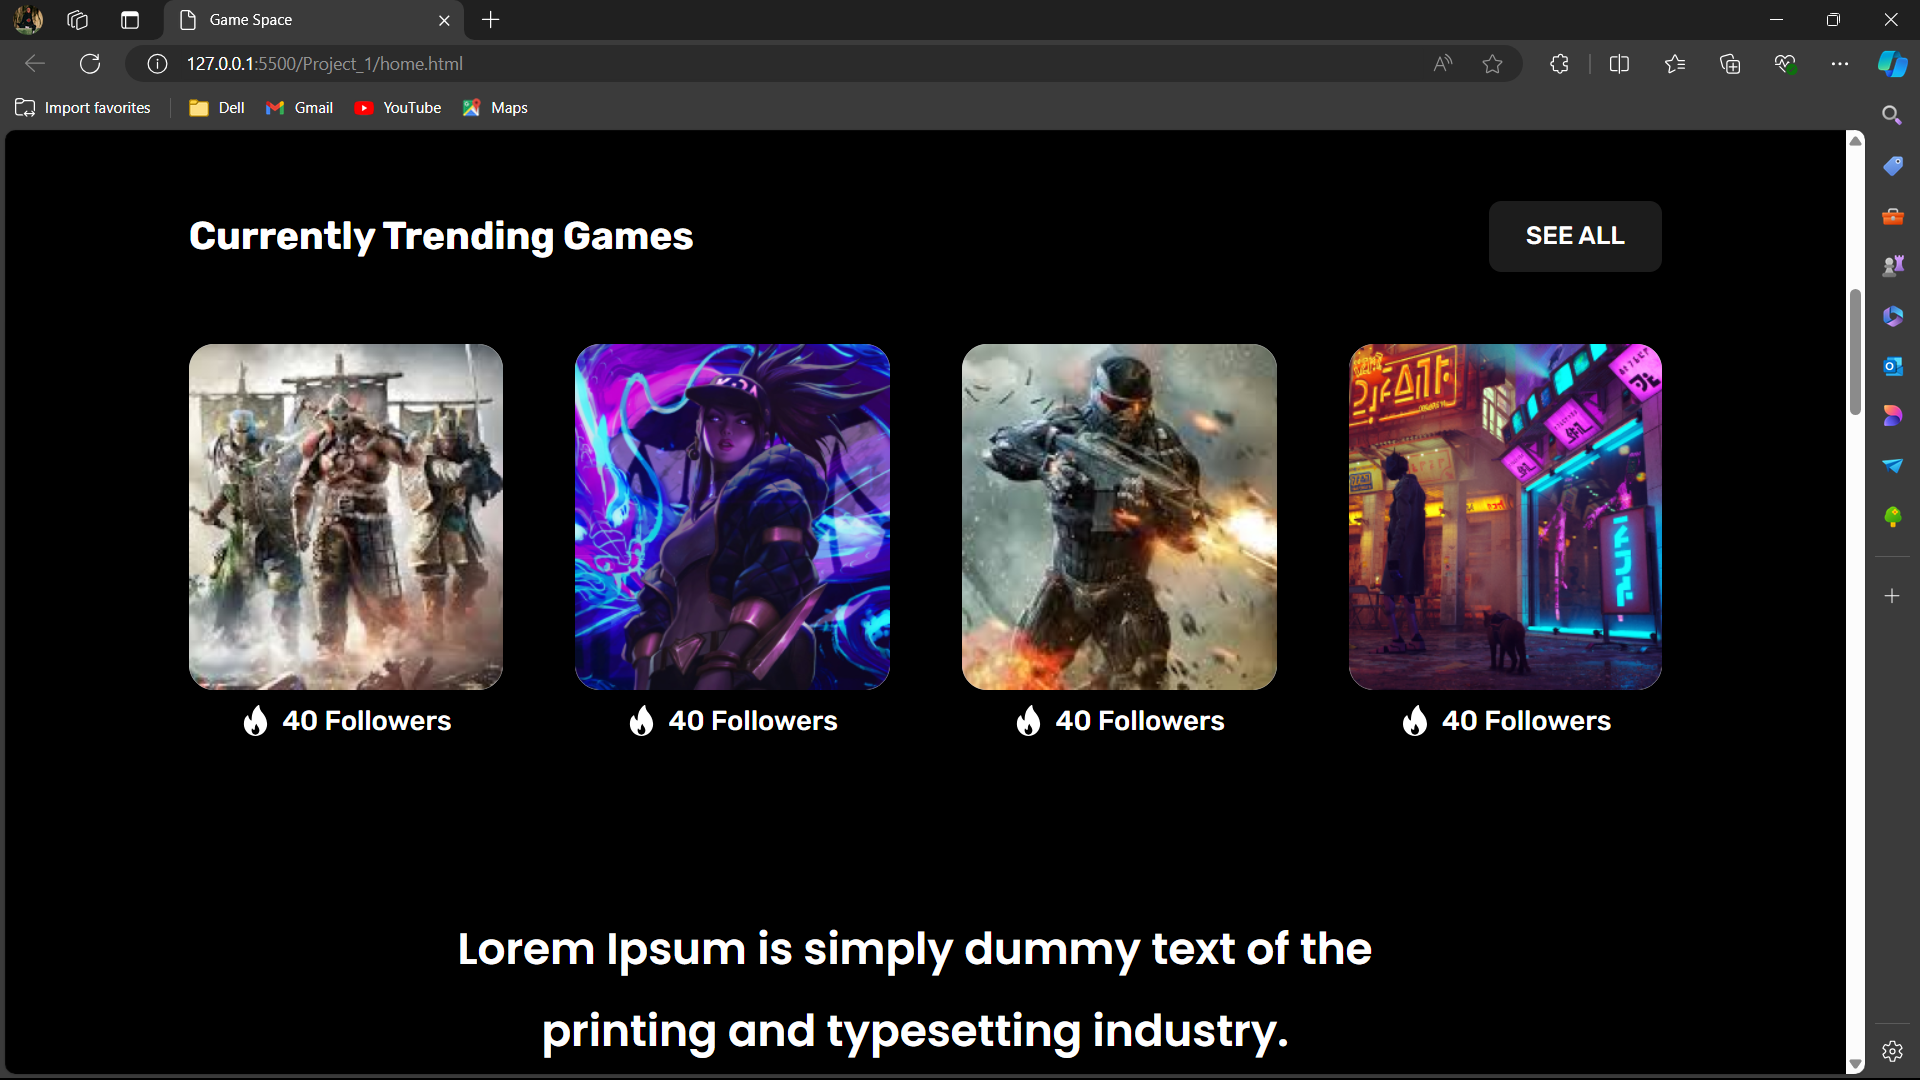 Game Space
127.0.0.1:5500/Project_1/home.html
Import favorites
Dell
Gmail
YouTube
Maps
Currently Trending Games
SEE ALL
40 Followers
40 Followers
40 Followers
40 Followers
Lorem Ipsum is simply dummy text of the
printing and typesetting industry.